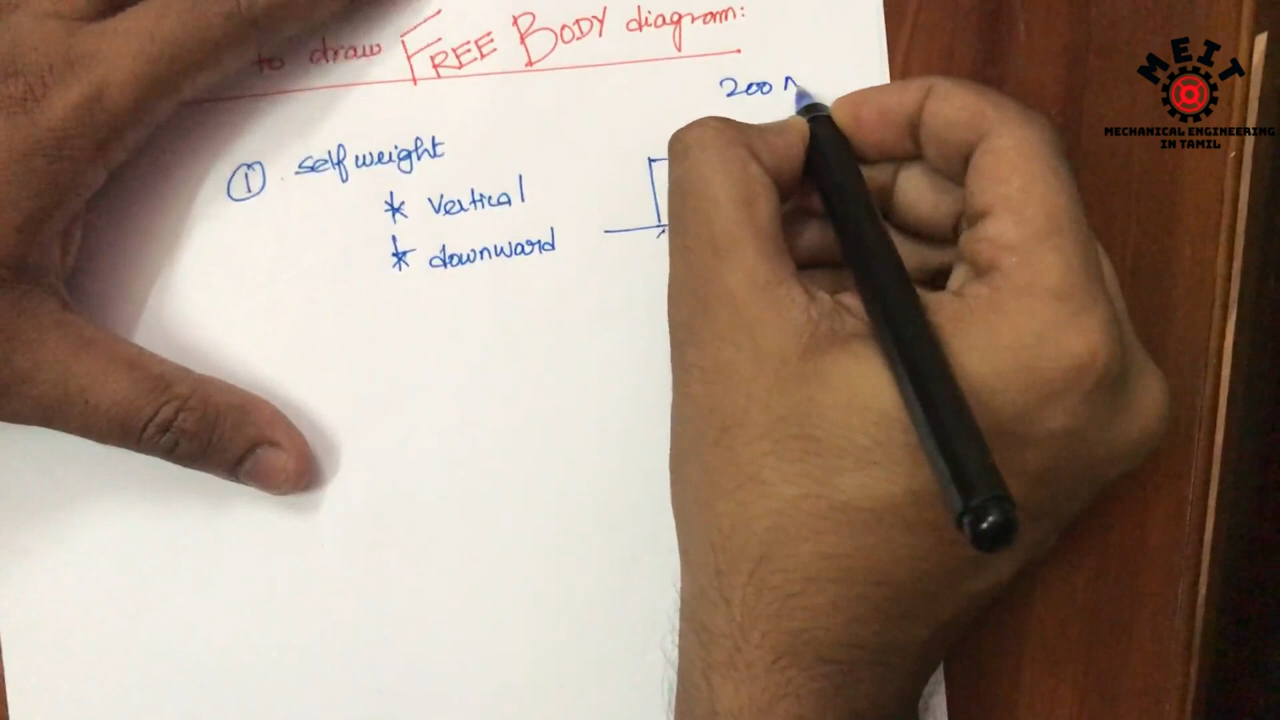 to draw FREE BODY diagram:
200 N
① self weight
* Vertical
* downward
MEIT
MECHANICAL ENGINEERING
IN TAMIL